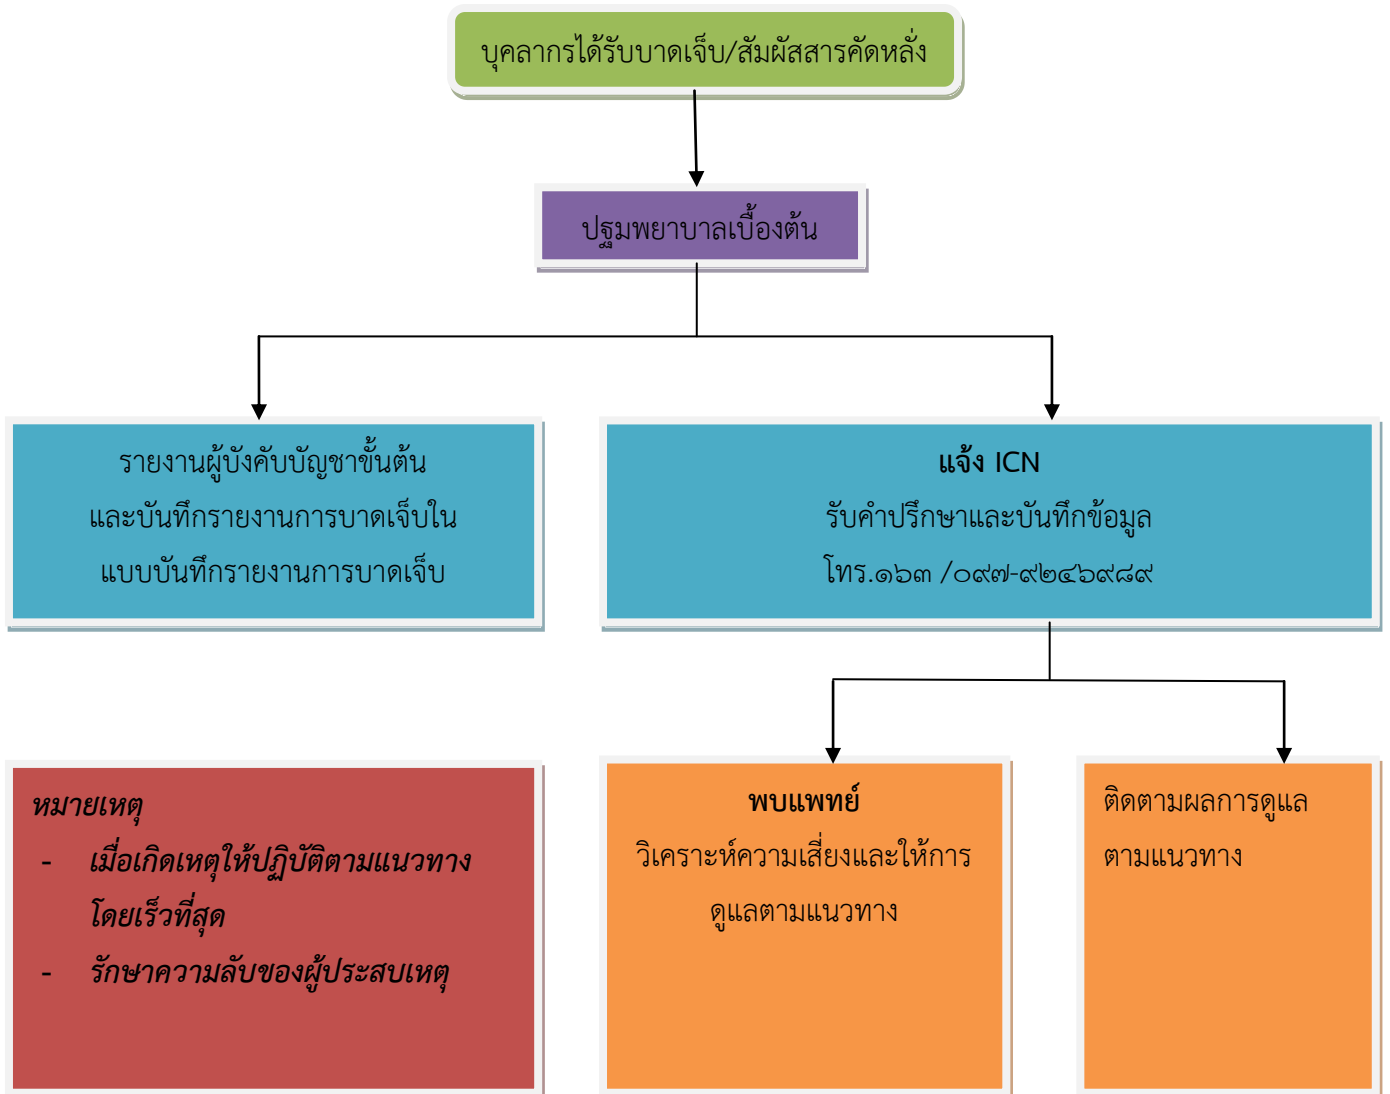 บุคลากรได้รับบาดเจ็บ/สัมผัสสารคัดหลั่ง
ปฐมพยาบาลเบื้องต้น
รายงานผู้บังคับบัญชาขั้นต้น
และบันทึกรายงานการบาดเจ็บใน
แบบบันทึกรายงานการบาดเจ็บ
แจ้ง ICN
รับคำปรึกษาและบันทึกข้อมูล
โทร.๑๖๓ /๐๙๗-๙๒๔๖๙๘๙
หมายเหตุ
- เมื่อเกิดเหตุให้ปฏิบัติตามแนวทาง
โดยเร็วที่สุด
- รักษาความลับของผู้ประสบเหตุ
พบแพทย์
วิเคราะห์ความเสี่ยงและให้การ
ดูแลตามแนวทาง
ติดตามผลการดูแล
ตามแนวทาง